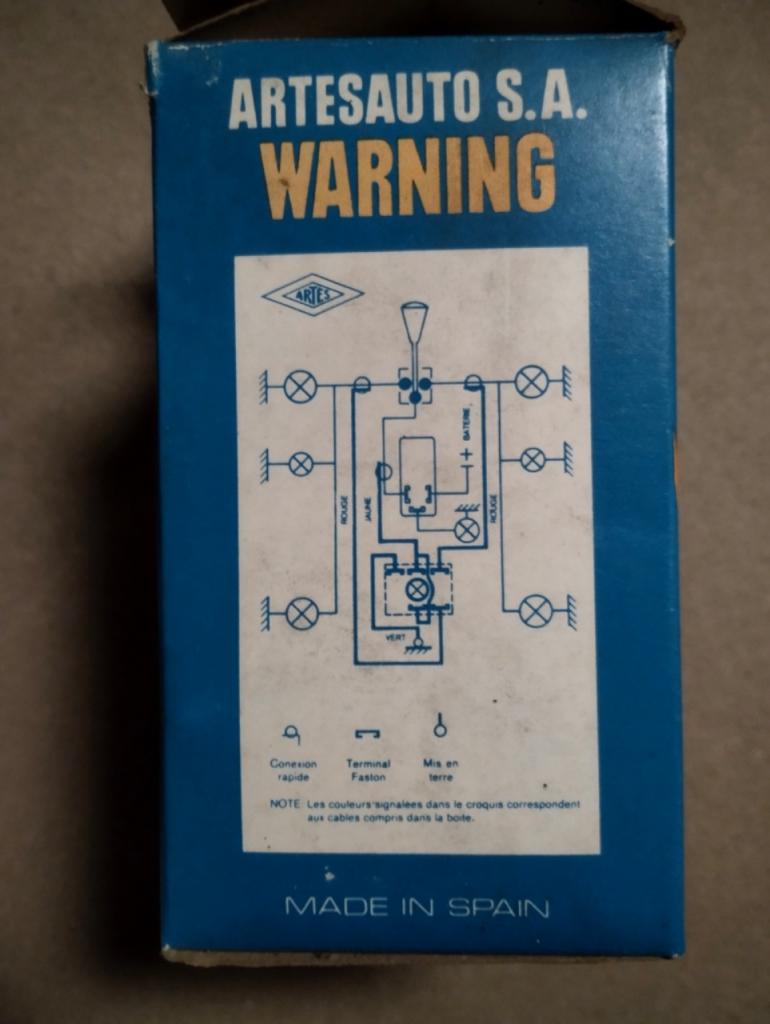 ARTESAUTO S.A.
WARNING
ARTES
BATERIE
ROUGE
JAUNE
ROUGE
VERT
Conexion rapide
Terminal Faston
Mis en terre
NOTE Les couleurs signalées dans le croquis correspondent
aux cables compris dans la boite.
MADE IN SPAIN